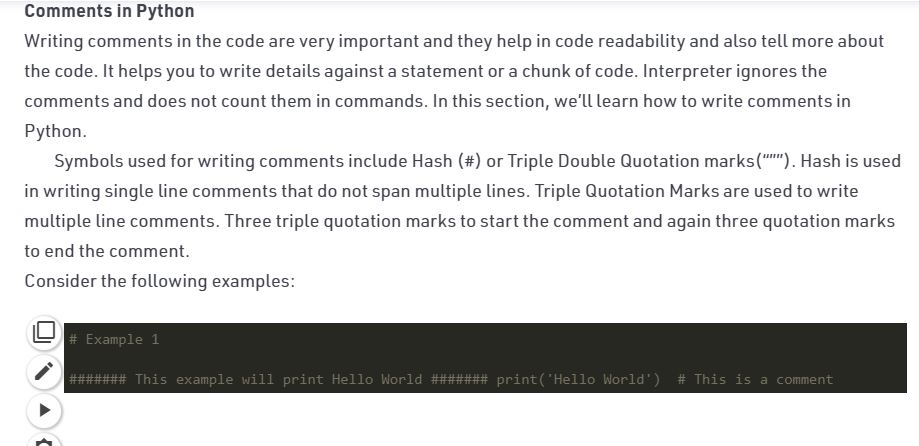 Comments in Python
Writing comments in the code are very important and they help in code readability and also tell more about
the code. It helps you to write details against a statement or a chunk of code. Interpreter ignores the
comments and does not count them in commands. In this section, we'll learn how to write comments in
Python.
Symbols used for writing comments include Hash (#) or Triple Double Quotation marks(“””). Hash is used
in writing single line comments that do not span multiple lines. Triple Quotation Marks are used to write
multiple line comments. Three triple quotation marks to start the comment and again three quotation marks
to end the comment.
Consider the following examples:
# Example 1
####### This example will print Hello World ####### print('Hello World')  # This is a comment